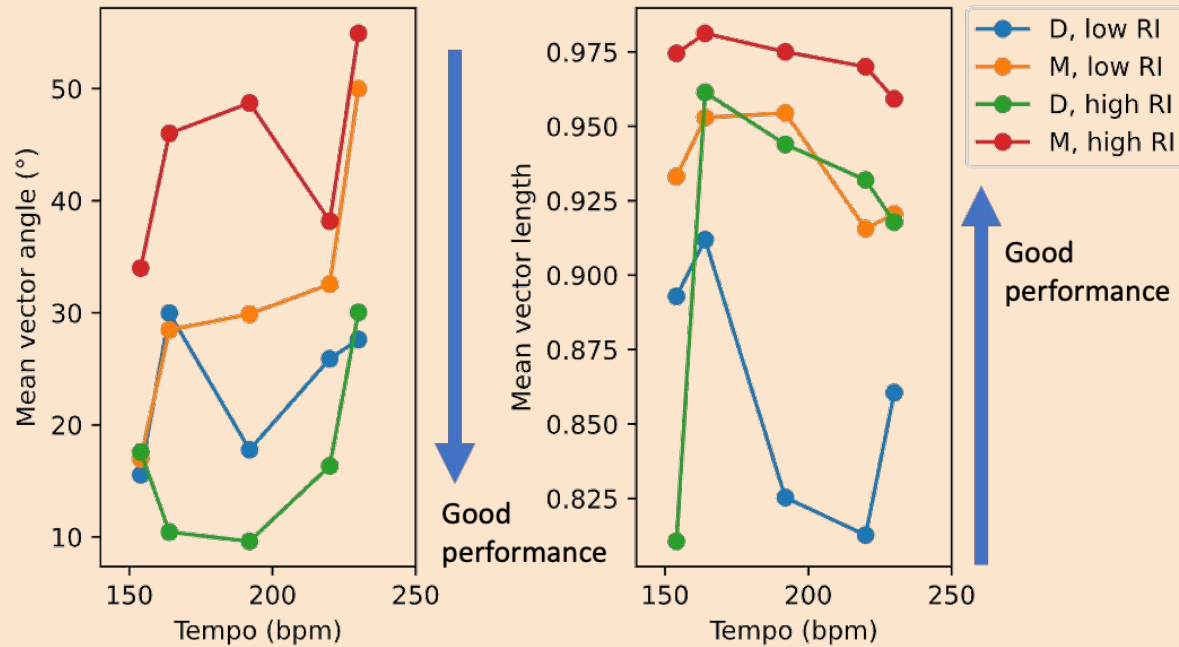 Mean vector angle (°)
50
40
30
20
10
150
200
250
Tempo (bpm)
Good
performance
Mean vector length
0.975
0.950
0.925
0.900
0.875
0.850
0.825
150
200
250
Tempo (bpm)
D, low RI
M, low RI
D, high RI
M, high RI
Good
performance